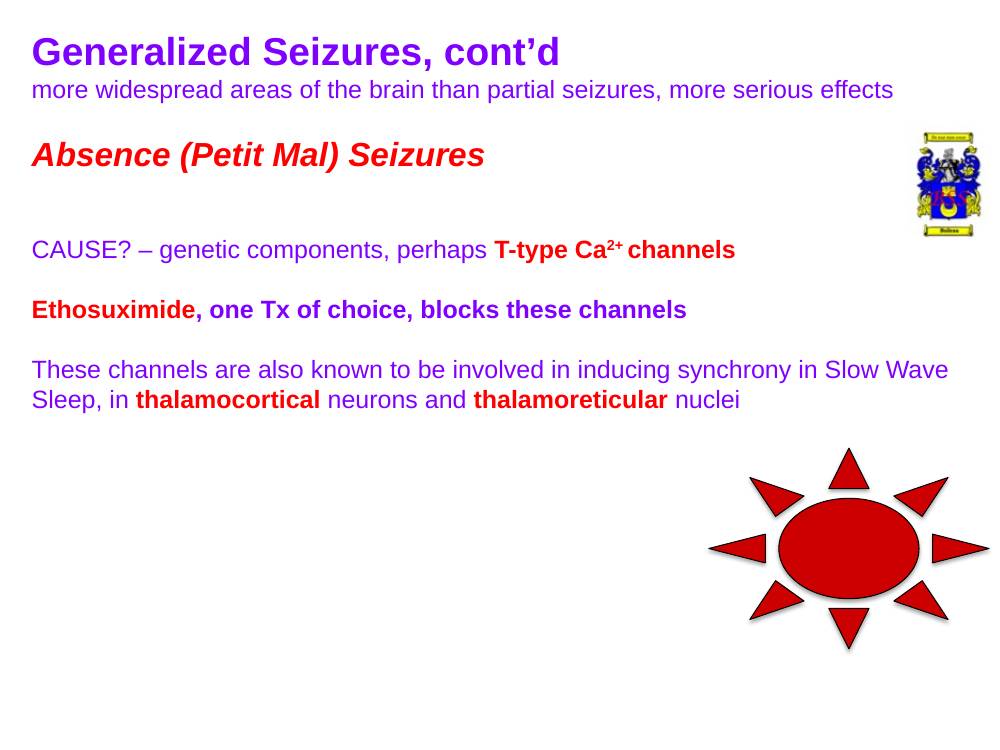 Generalized Seizures, cont’d
more widespread areas of the brain than partial seizures, more serious effects
Absence (Petit Mal) Seizures
CAUSE? – genetic components, perhaps T-type Ca²⁺ channels
Ethosuximide, one Tx of choice, blocks these channels
These channels are also known to be involved in inducing synchrony in Slow Wave
Sleep, in thalamocortical neurons and thalamoreticular nuclei